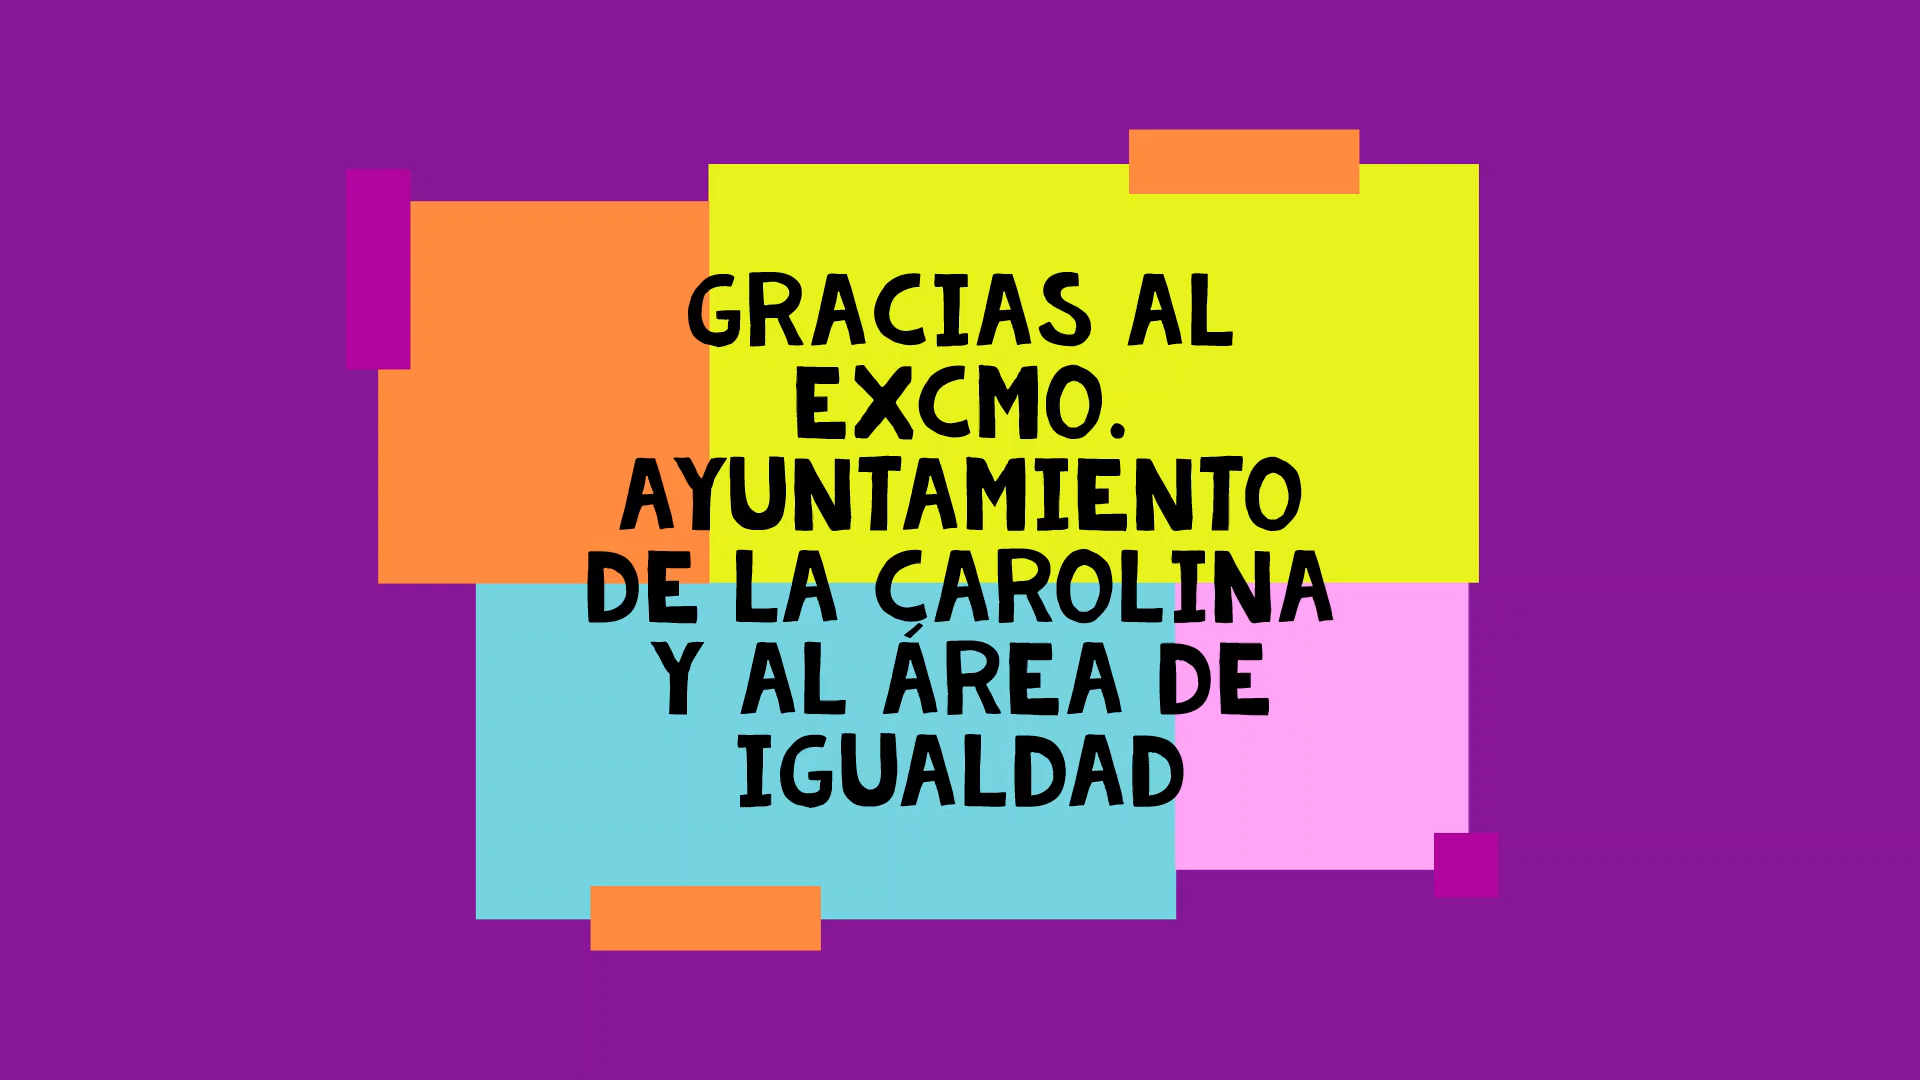 GRACIAS AL
EXCMO.
AYUNTAMIENTO
DE LA CAROLINA
Y AL ÁREA DE
IGUALDAD